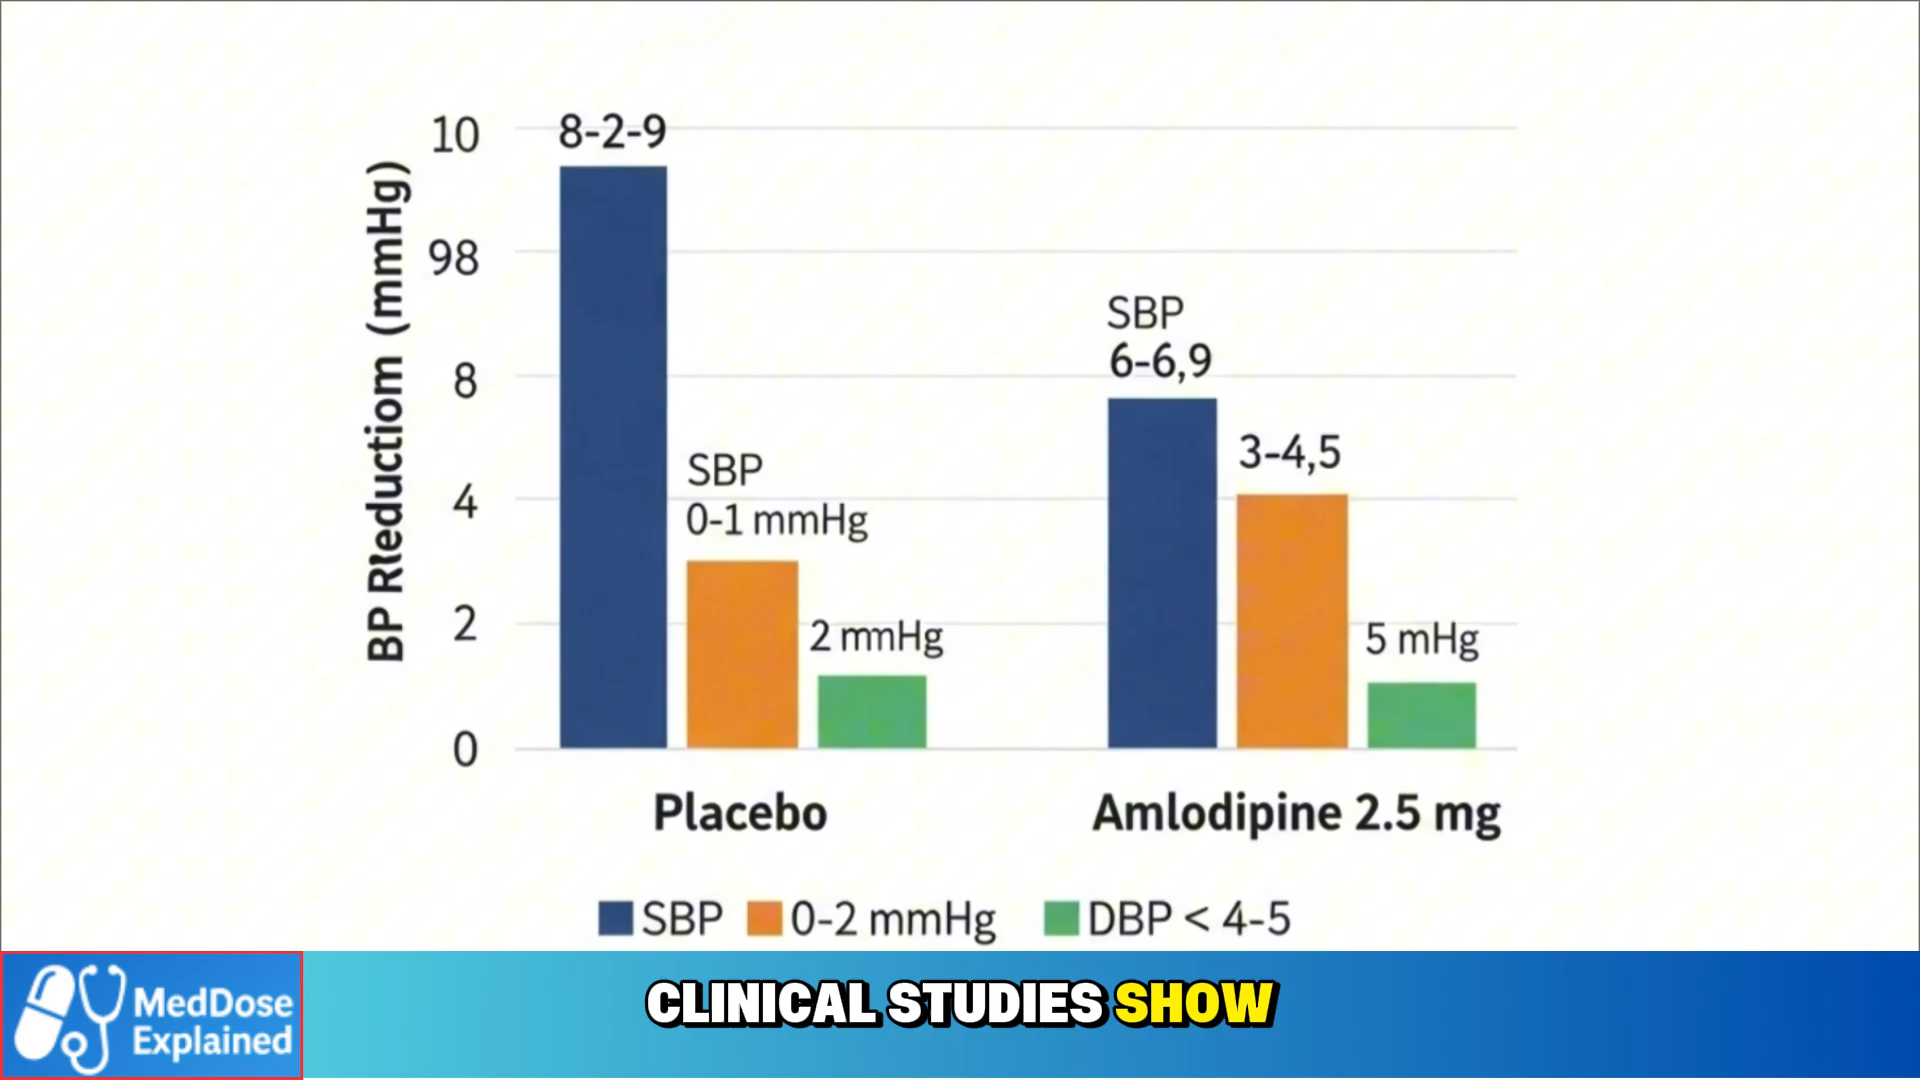 10
98
8
4
2
0
BP Rleduction (mmHg)
8-2-9
SBP
0-1 mmHg
2 mmHg
SBP
6-6,9
3-4,5
5 mHg
Placebo
Amlodipine 2.5 mg
SBP
0-2 mmHg
DBP < 4-5
MedDose
Explained
CLINICAL STUDIES SHOW